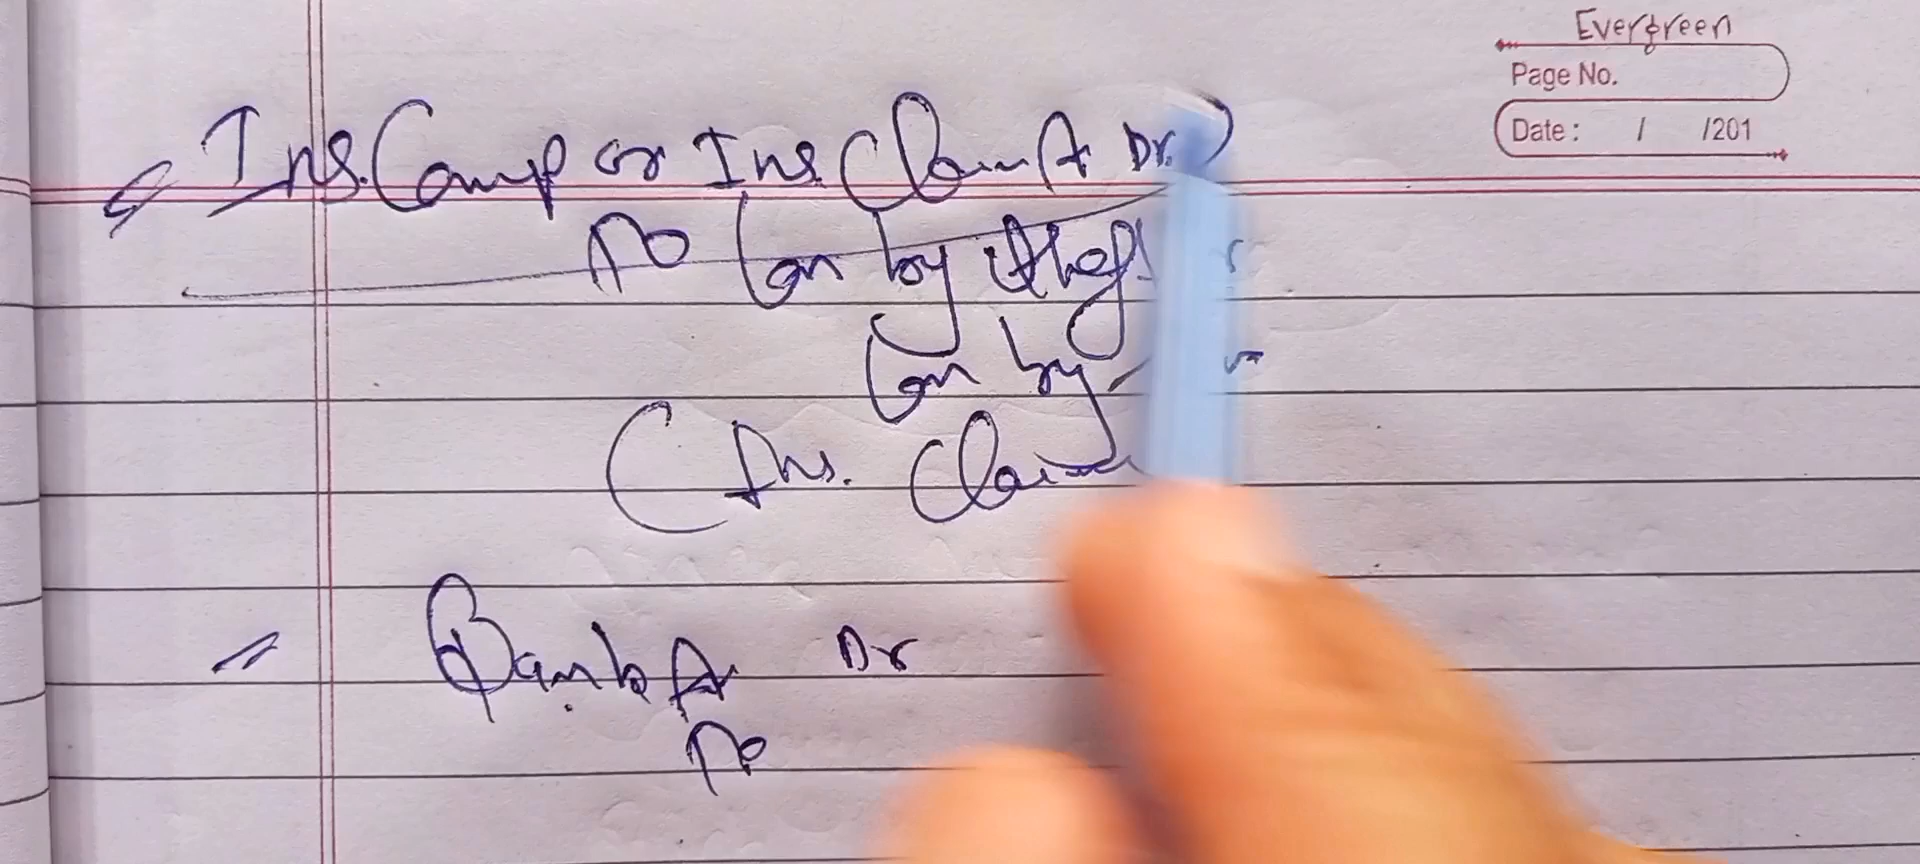 Evergreen
Page No.
Date : / /201
Ins. Comp or Ins. Claim A/c Dr.
To Loss by theft
Loss by
( Ins. Claim
Bank A/c Dr
To